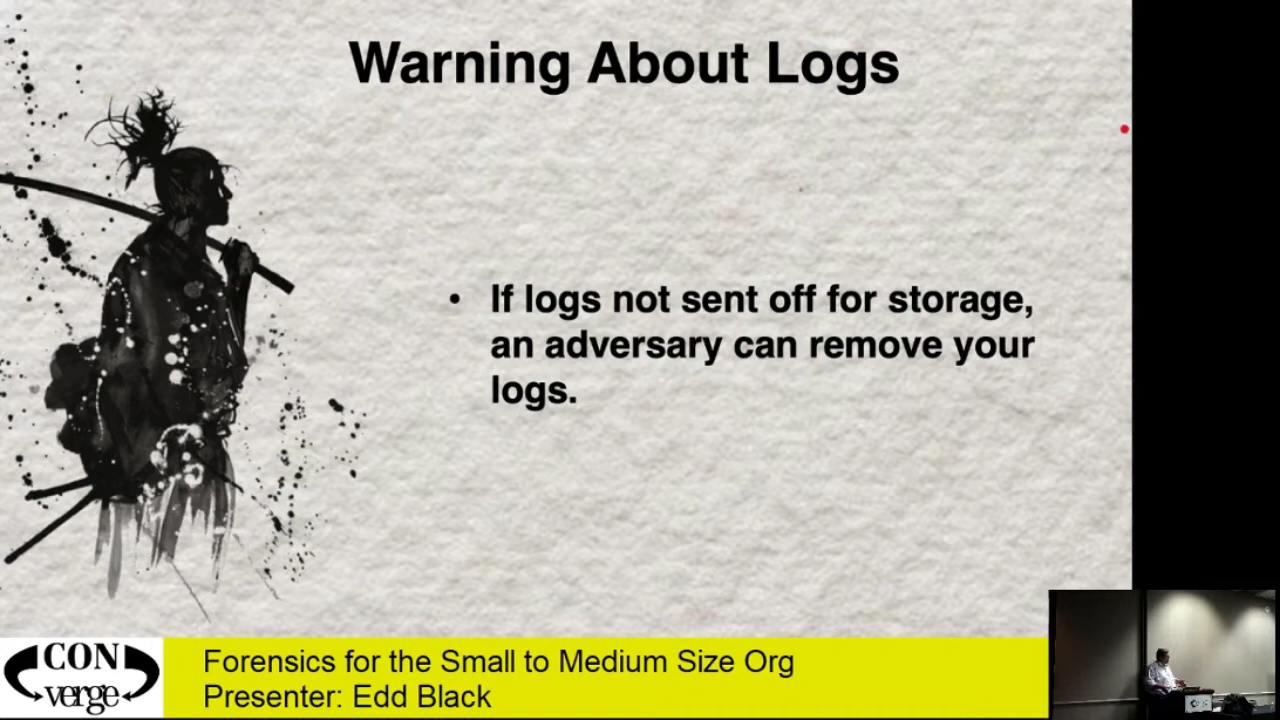 Warning About Logs
• If logs not sent off for storage,
an adversary can remove your
logs.
CON
verge
Forensics for the Small to Medium Size Org
Presenter: Edd Black